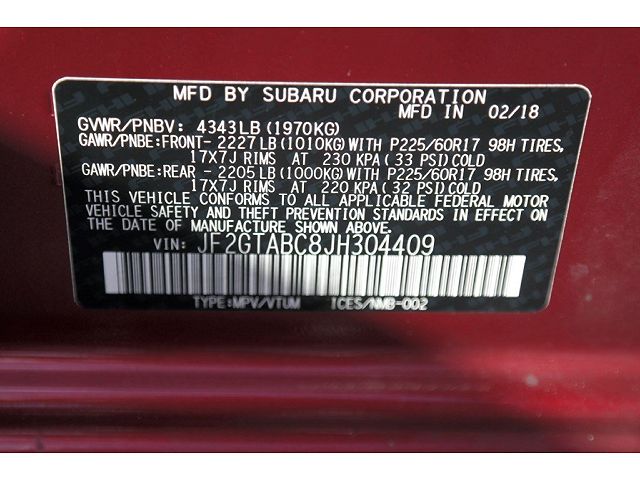 MFD BY SUBARU CORPORATION
MFD IN 02/18
GVWR/PNBV: 4343LB (1970KG)
GAWR/PNBE:FRONT- 2227LB (1010KG)WITH P225/60R17 98H TIRES,
17X7J RIMS AT 230 KPA (33 PSI)COLD
GAWR/PNBE:REAR - 2205LB (1000KG)WITH P225/60R17 98H TIRES,
17X7J RIMS AT 220 KPA (32 PSI)COLD
THIS VEHICLE CONFORMS TO ALL APPLICABLE FEDERAL MOTOR
VEHICLE SAFETY AND THEFT PREVENTION STANDARDS IN EFFECT
ON THE DATE OF MANUFACTURE SHOWN ABOVE.
VIN: JF2GTABC8JH304409
TYPE:MPV/VTUM ICES/NMB-002